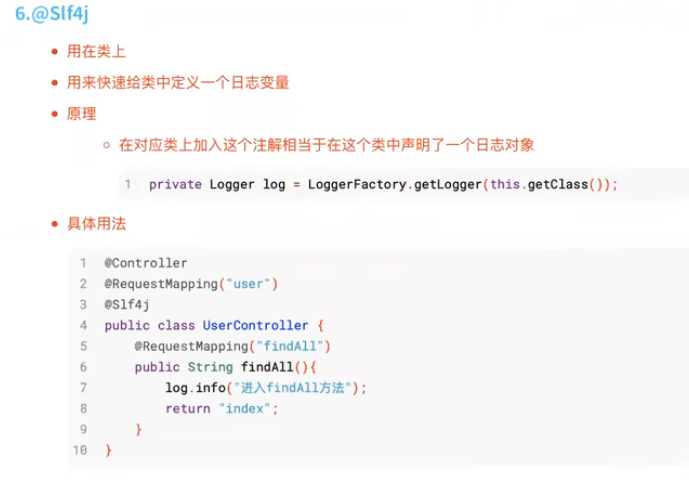 6.@Slf4j
• 用在类上
• 用来快速给类中定义一个日志变量
• 原理
○ 在对应类上加入这个注解相当于在这个类中声明了一个日志对象
1 private Logger log = LoggerFactory.getLogger(this.getClass());
• 具体用法
1 @Controller
2 @RequestMapping("user")
3 @Slf4j
4 public class UserController {
5     @RequestMapping("findAll")
6     public String findAll(){
7         log.info("进入findAll方法");
8         return "index";
9     }
10 }